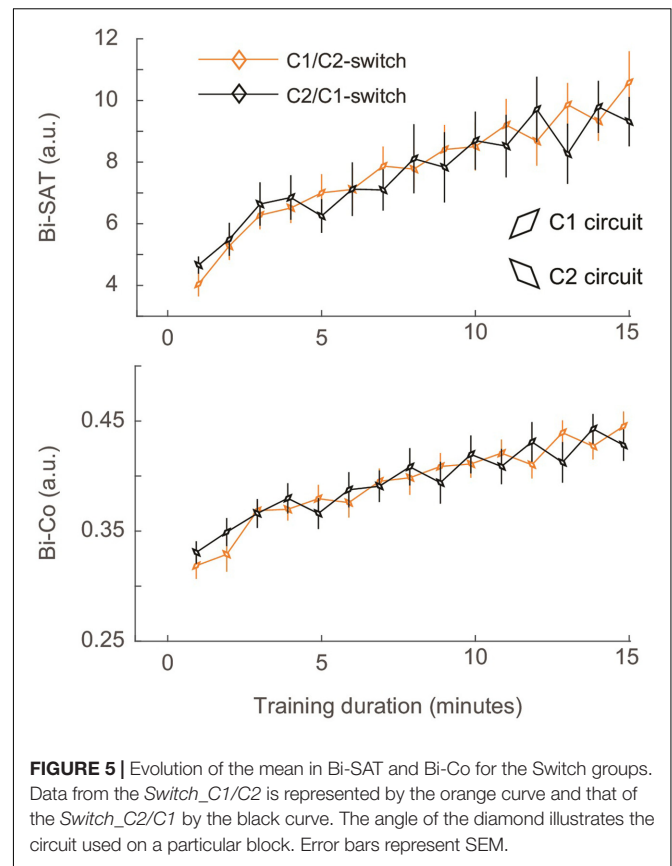 12
10
8
6
4
Bi-SAT (a.u.)
C1/C2-switch
C2/C1-switch
C1 circuit
C2 circuit
0 5 10 15
0.45
0.35
0.25
Bi-Co (a.u.)
0 5 10 15
Training duration (minutes)
FIGURE 5 | Evolution of the mean in Bi-SAT and Bi-Co for the Switch groups.
Data from the Switch_C1/C2 is represented by the orange curve and that of
the Switch_C2/C1 by the black curve. The angle of the diamond illustrates the
circuit used on a particular block. Error bars represent SEM.